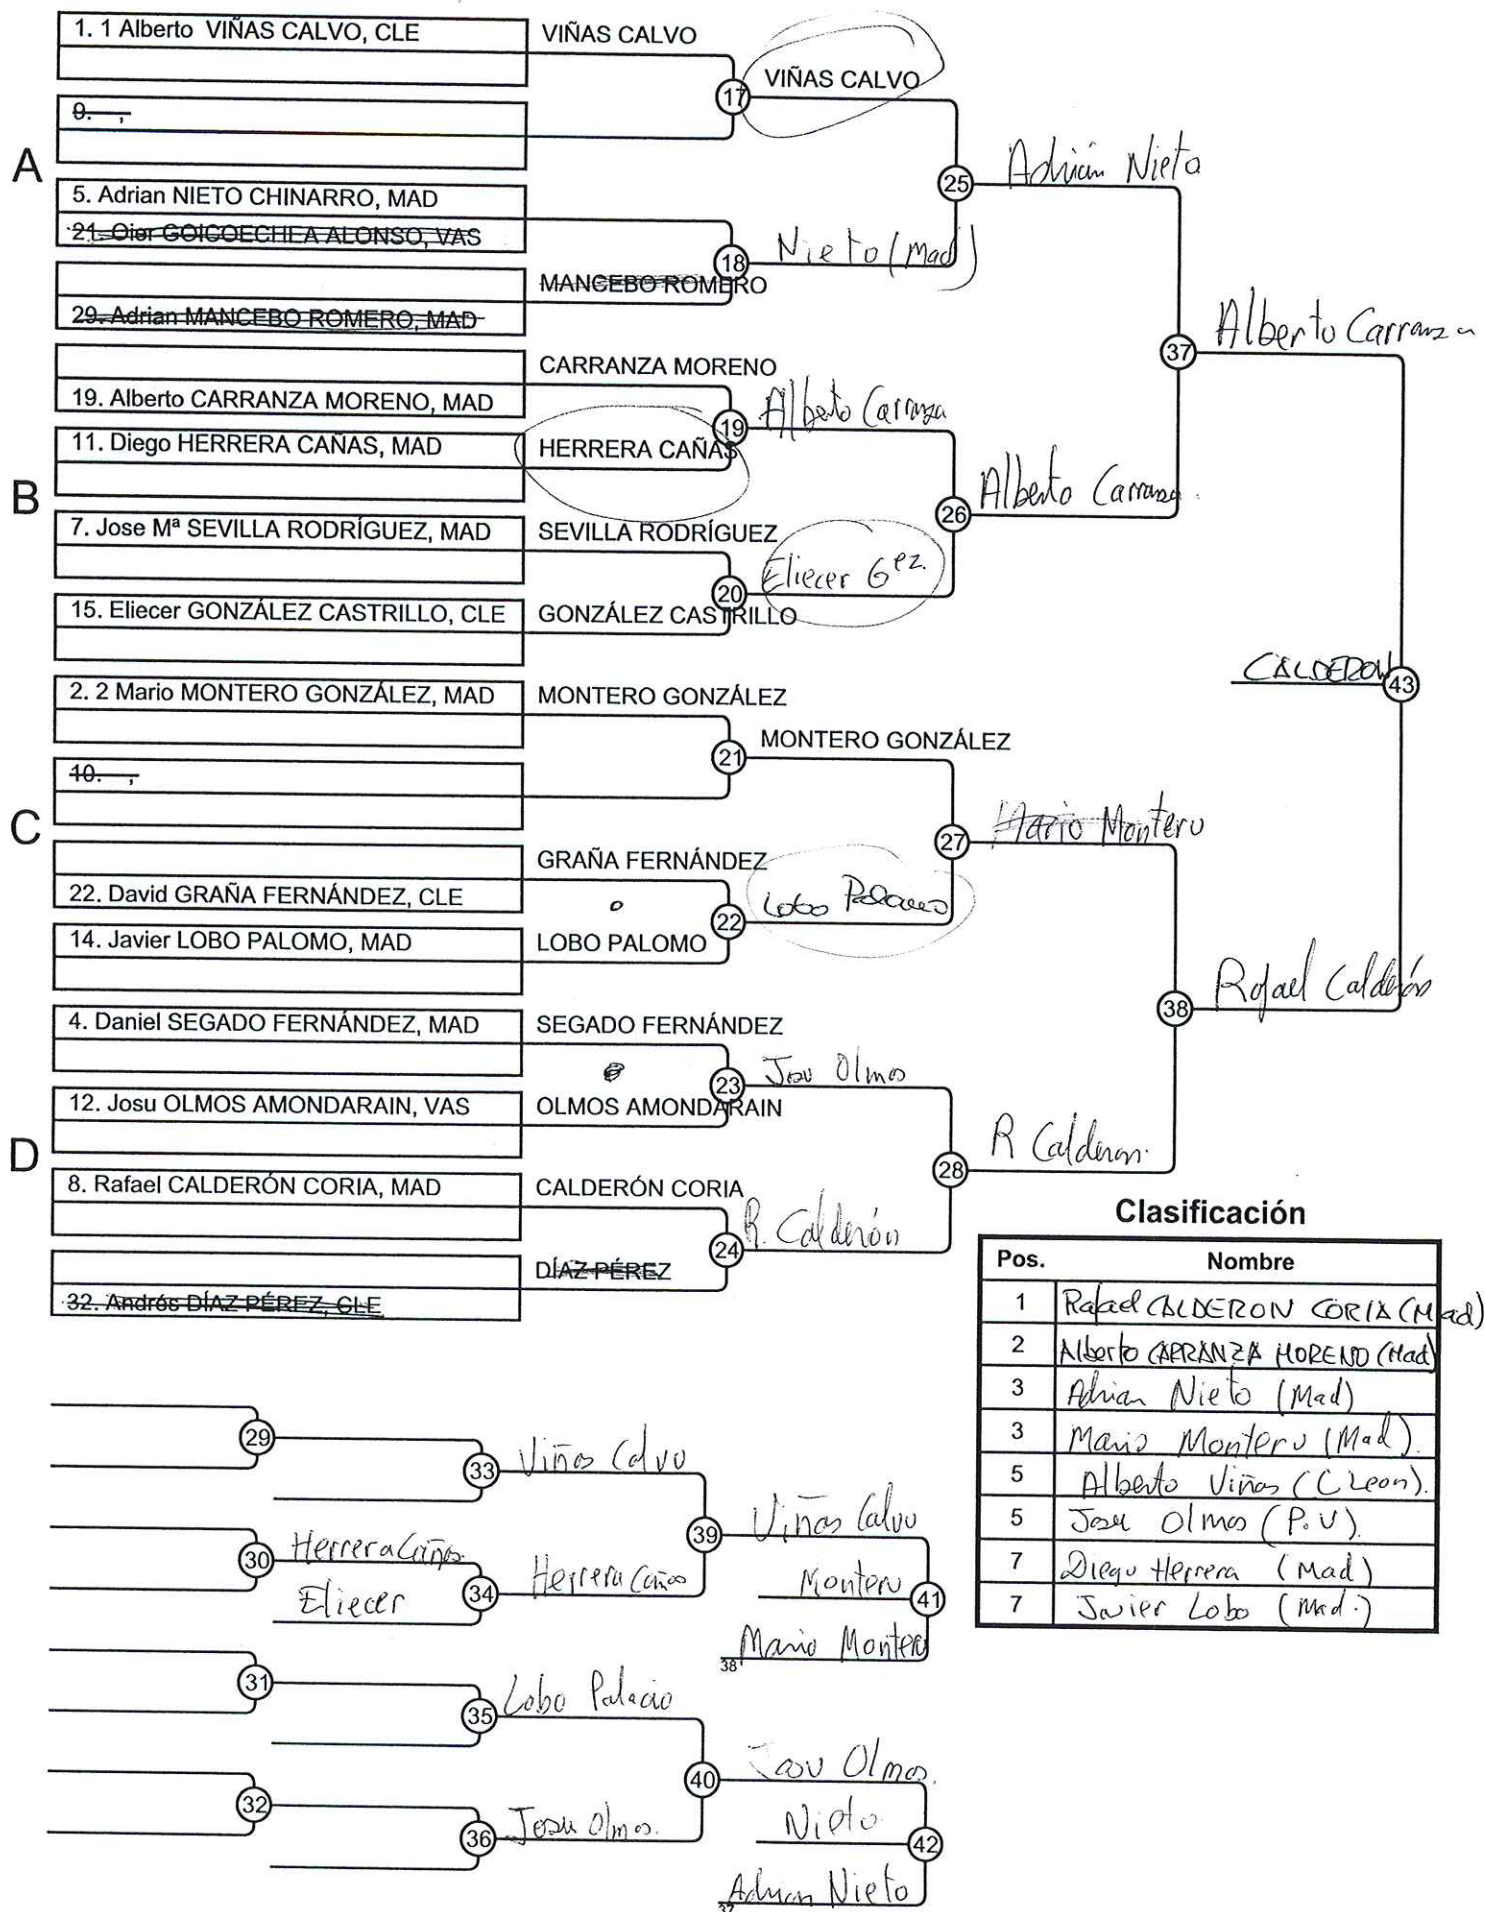 1. 1 Alberto VIÑAS CALVO, CLE
VIÑAS CALVO
17
VIÑAS CALVO
9. ,
A
25
Adrián Nieto
5. Adrian NIETO CHINARRO, MAD
21. Oier GOICOECHEA ALONSO, VAS
18
Nieto (Mad)
MANCEBO ROMERO
29. Adrian MANCEBO ROMERO, MAD
37
Alberto Carranza
CARRANZA MORENO
19. Alberto CARRANZA MORENO, MAD
19
Alberto Carranza
11. Diego HERRERA CAÑAS, MAD
HERRERA CAÑAS
B
26
Alberto Carranza
7. Jose Mª SEVILLA RODRÍGUEZ, MAD
SEVILLA RODRÍGUEZ
20
Eliecer Gez.
15. Eliecer GONZÁLEZ CASTRILLO, CLE
GONZÁLEZ CASTRILLO
CALDERON
43
2. 2 Mario MONTERO GONZÁLEZ, MAD
MONTERO GONZÁLEZ
21
MONTERO GONZÁLEZ
10. ,
C
27
Mario Montero
GRAÑA FERNÁNDEZ
22. David GRAÑA FERNÁNDEZ, CLE
22
Lobo
14. Javier LOBO PALOMO, MAD
LOBO PALOMO
38
Rafael Calderón
4. Daniel SEGADO FERNÁNDEZ, MAD
SEGADO FERNÁNDEZ
23
Josu Olmos
12. Josu OLMOS AMONDARAIN, VAS
OLMOS AMONDARAIN
D
28
R Calderon.
8. Rafael CALDERÓN CORIA, MAD
CALDERÓN CORIA
24
R. Calderón
DÍAZ PÉREZ
32. Andrés DÍAZ PÉREZ, CLE
Clasificación
Pos. Nombre
1 Rafael CALDERON CORIA (Mad)
2 Alberto CARRANZA MORENO (Mad)
3 Adrian Nieto (Mad)
3 Mario Montero (Mad).
5 Alberto Viñas (C Leon).
5 Josu Olmos (P.V).
7 Diego Herrera (Mad)
7 Javier Lobo (Mad.)
29
33
Viñas Calvo
39
Viñas Calvo
30
Herrera Cañas.
Eliecer
34
Herrera Cañas
Montero
41
38
Mario Montero
31
35
Lobo Palacio
40
Josu Olmos.
32
36
Josu Olmos.
Nieto
42
37
Adrian Nieto